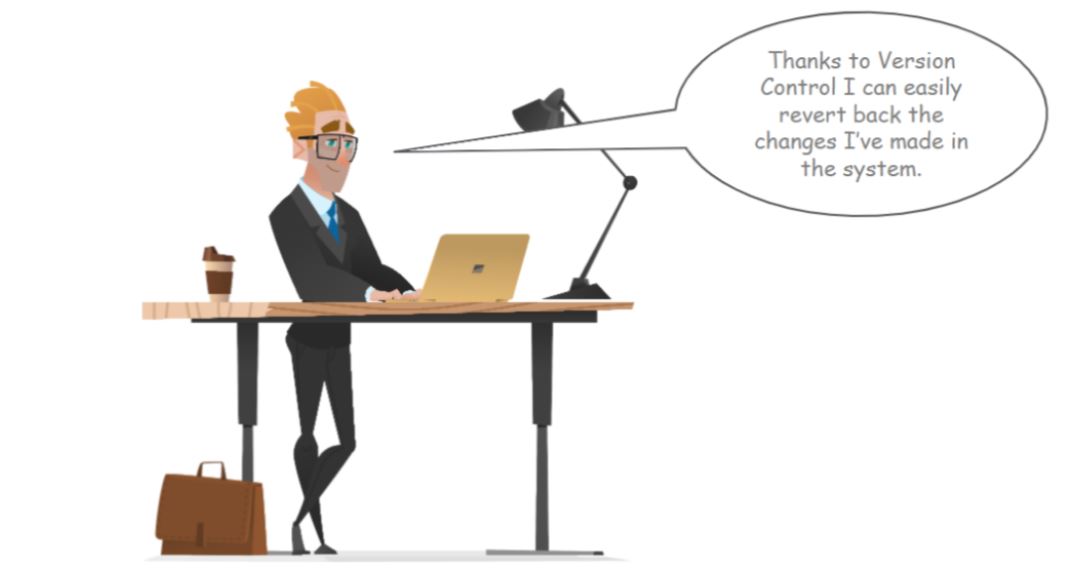 Thanks to Version
Control I can easily
revert back the
changes I've made in
the system.